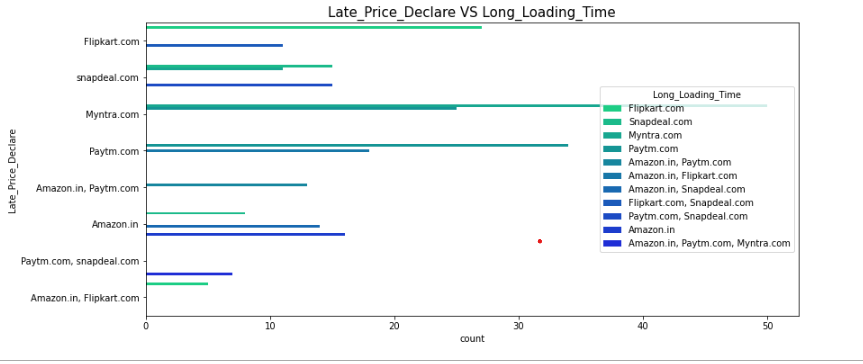 Late_Price_Declare VS Long_Loading_Time
Late_Price_Declare
Flipkart.com
snapdeal.com
Myntra.com
Paytm.com
Amazon.in, Paytm.com
Amazon.in
Paytm.com, snapdeal.com
Amazon.in, Flipkart.com
Long_Loading_Time
Flipkart.com
Snapdeal.com
Myntra.com
Paytm.com
Amazon.in, Paytm.com
Amazon.in, Flipkart.com
Amazon.in, Snapdeal.com
Flipkart.com, Snapdeal.com
Paytm.com, Snapdeal.com
Amazon.in
Amazon.in, Paytm.com, Myntra.com
0 10 20 30 40 50
count